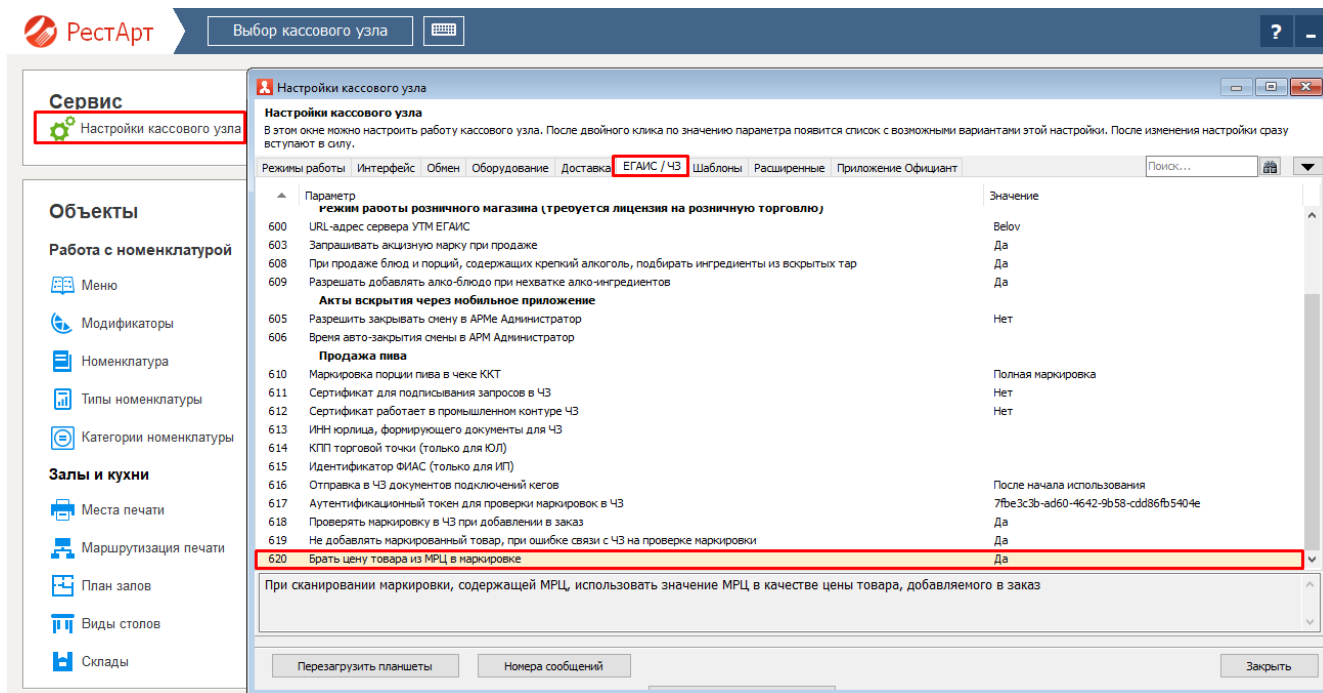 РестАрт
Выбор кассового узла
?
Сервис
Настройки кассового узла
Объекты
Работа с номенклатурой
Меню
Модификаторы
Номенклатура
Типы номенклатуры
Категории номенклатуры
Залы и кухни
Места печати
Маршрутизация печати
План залов
Виды столов
Склады
Настройки кассового узла
Настройки кассового узла
В этом окне можно настроить работу кассового узла. После двойного клика по значению параметра появится список с возможными вариантами этой настройки. После изменения настройки сразу
вступают в силу.
Режимы работы Интерфейс Обмен Оборудование Доставка ЕГАИС / ЧЗ Шаблоны Расширенные Приложение Официант Поиск...
Параметр Значение
Режим работы розничного магазина (требуется лицензия на розничную торговлю)
600 URL-адрес сервера УТМ ЕГАИС Belov
603 Запрашивать акцизную марку при продаже Да
608 При продаже блюд и порций, содержащих крепкий алкоголь, подбирать ингредиенты из вскрытых тар Да
609 Разрешать добавлять алко-блюдо при нехватке алко-ингредиентов Да
Акты вскрытия через мобильное приложение
605 Разрешить закрывать смену в АРМе Администратор Нет
606 Время авто-закрытия смены в АРМ Администратор
Продажа пива
610 Маркировка порции пива в чеке ККТ Полная маркировка
611 Сертификат для подписывания запросов в ЧЗ Нет
612 Сертификат работает в промышленном контуре ЧЗ Нет
613 ИНН юрлица, формирующего документы для ЧЗ
614 КПП торговой точки (только для ЮЛ)
615 Идентификатор ФИАС (только для ИП)
616 Отправка в ЧЗ документов подключений кегов После начала использования
617 Аутентификационный токен для проверки маркировок в ЧЗ 7fbe3c3b-ad60-4642-9b58-cdd86fb5404e
618 Проверять маркировку в ЧЗ при добавлении в заказ Да
619 Не добавлять маркированный товар, при ошибке связи с ЧЗ на проверке маркировки Да
620 Брать цену товара из МРЦ в маркировке Да
При сканировании маркировки, содержащей МРЦ, использовать значение МРЦ в качестве цены товара, добавляемого в заказ
Перезагрузить планшеты Номера сообщений Закрыть